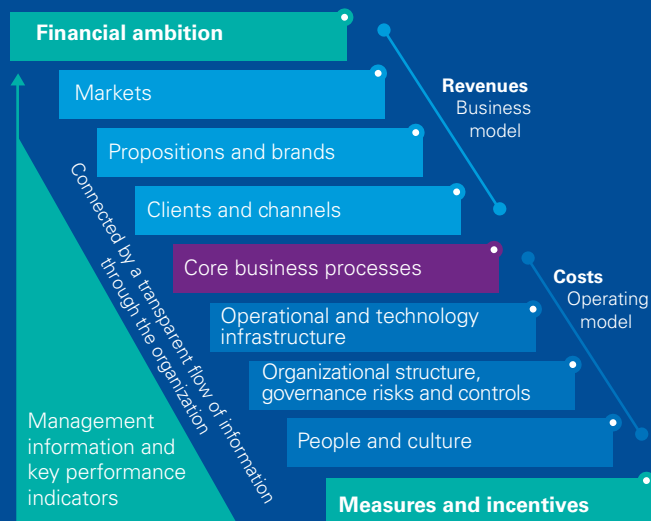 Financial ambition
Markets
Propositions and brands
Clients and channels
Core business processes
Operational and technology
infrastructure
Organizational structure,
governance risks and controls
People and culture
Measures and incentives
Revenues
Business
model
Costs
Operating
model
Connected by a transparent flow of information
through the organization
Management
information and
key performance
indicators